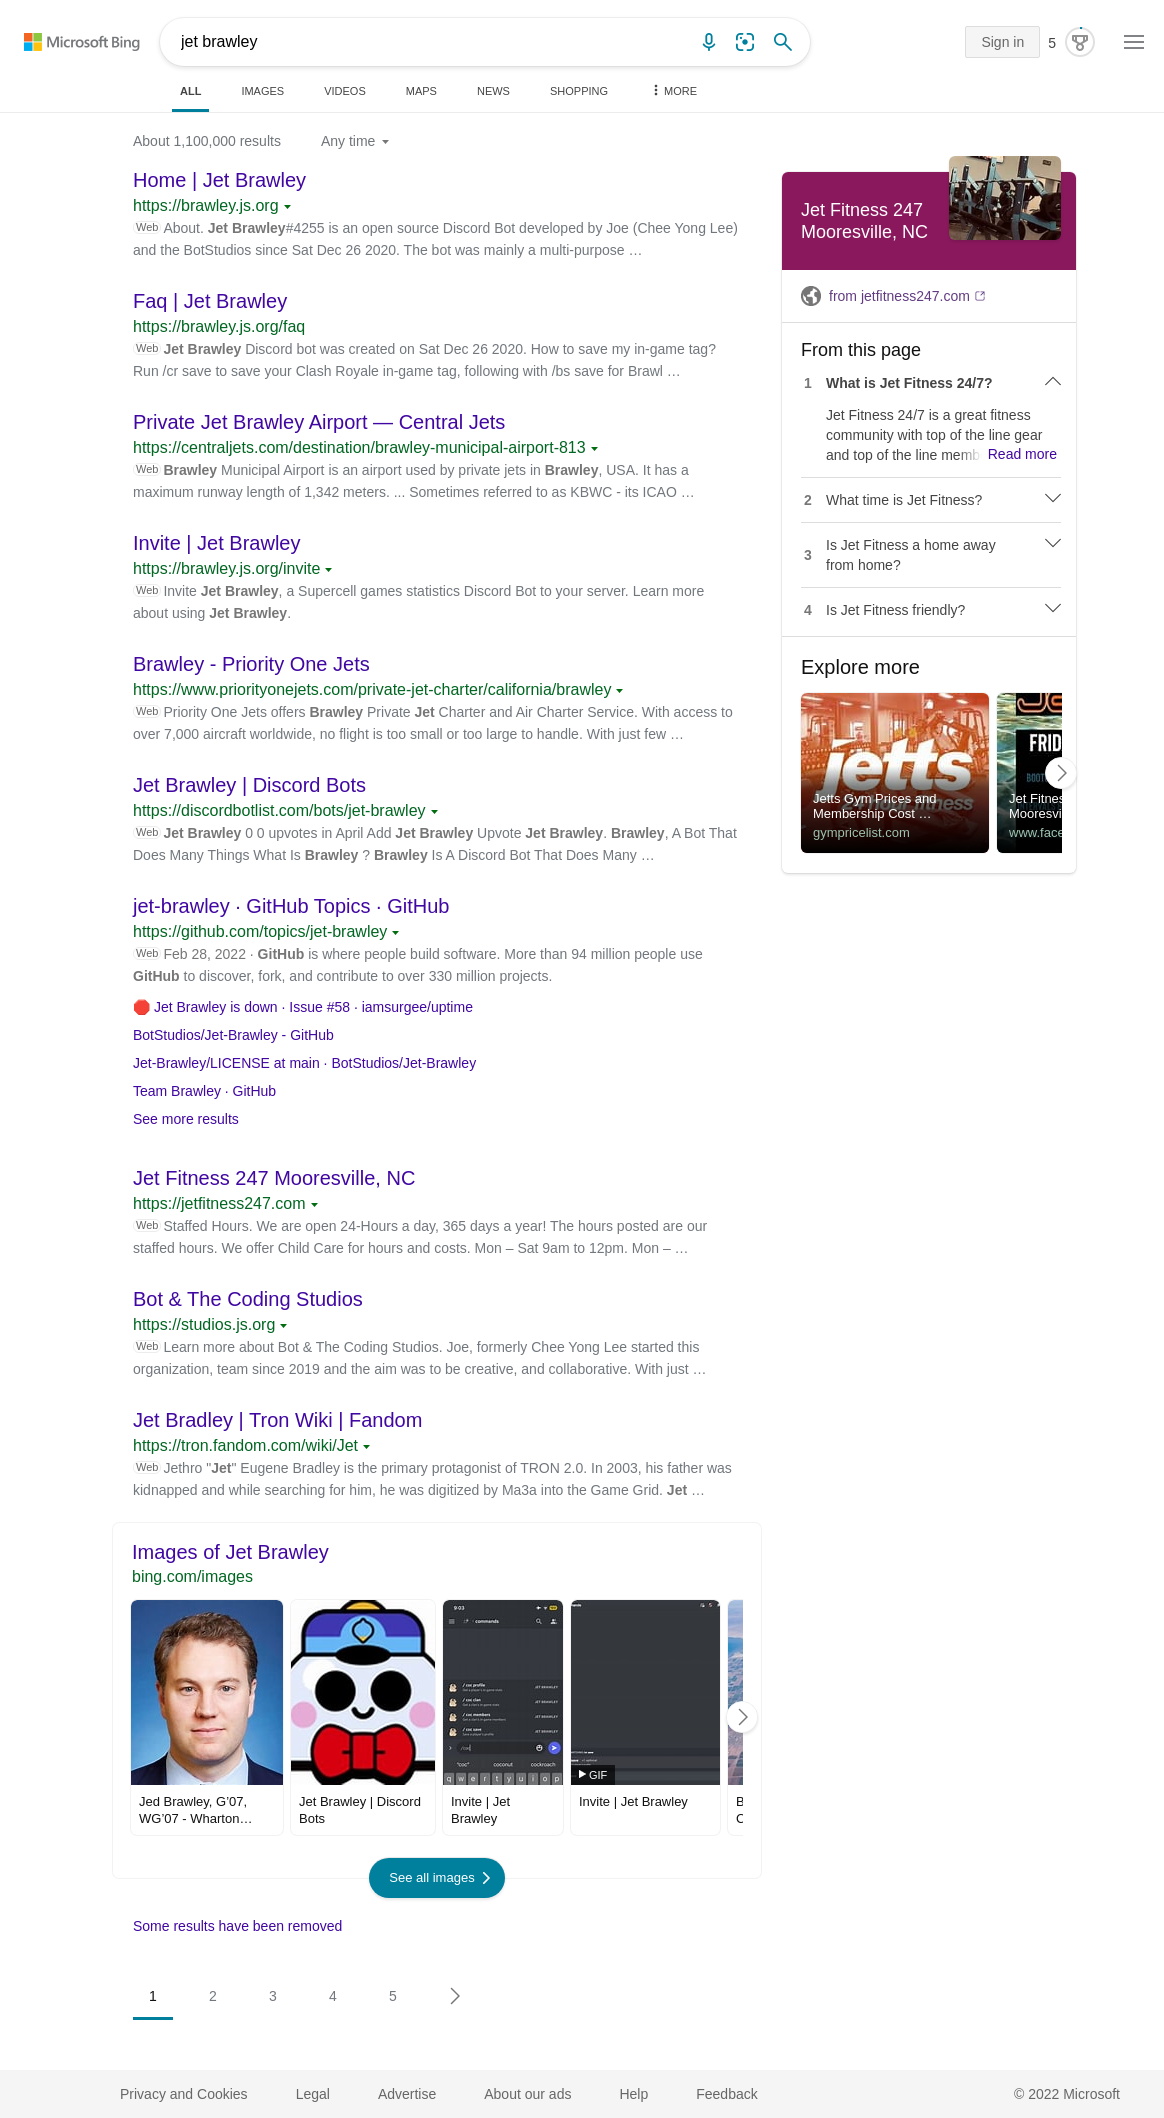 Microsoft Bing
jet brawley
Sign in
5
ALL
IMAGES
VIDEOS
MAPS
NEWS
SHOPPING
MORE
About 1,100,000 results
Any time
Home | Jet Brawley
https://brawley.js.org
Web About. Jet Brawley#4255 is an open source Discord Bot developed by Joe (Chee Yong Lee)
and the BotStudios since Sat Dec 26 2020. The bot was mainly a multi-purpose …
Faq | Jet Brawley
https://brawley.js.org/faq
Web Jet Brawley Discord bot was created on Sat Dec 26 2020. How to save my in-game tag?
Run /cr save to save your Clash Royale in-game tag, following with /bs save for Brawl …
Private Jet Brawley Airport — Central Jets
https://centraljets.com/destination/brawley-municipal-airport-813
Web Brawley Municipal Airport is an airport used by private jets in Brawley, USA. It has a
maximum runway length of 1,342 meters. ... Sometimes referred to as KBWC - its ICAO …
Invite | Jet Brawley
https://brawley.js.org/invite
Web Invite Jet Brawley, a Supercell games statistics Discord Bot to your server. Learn more
about using Jet Brawley.
Brawley - Priority One Jets
https://www.priorityonejets.com/private-jet-charter/california/brawley
Web Priority One Jets offers Brawley Private Jet Charter and Air Charter Service. With access to
over 7,000 aircraft worldwide, no flight is too small or too large to handle. With just few …
Jet Brawley | Discord Bots
https://discordbotlist.com/bots/jet-brawley
Web Jet Brawley 0 0 upvotes in April Add Jet Brawley Upvote Jet Brawley. Brawley, A Bot That
Does Many Things What Is Brawley ? Brawley Is A Discord Bot That Does Many …
jet-brawley · GitHub Topics · GitHub
https://github.com/topics/jet-brawley
Web Feb 28, 2022 · GitHub is where people build software. More than 94 million people use
GitHub to discover, fork, and contribute to over 330 million projects.
Jet Brawley is down · Issue #58 · iamsurgee/uptime
BotStudios/Jet-Brawley - GitHub
Jet-Brawley/LICENSE at main · BotStudios/Jet-Brawley
Team Brawley · GitHub
See more results
Jet Fitness 247 Mooresville, NC
https://jetfitness247.com
Web Staffed Hours. We are open 24-Hours a day, 365 days a year! The hours posted are our
staffed hours. We offer Child Care for hours and costs. Mon – Sat 9am to 12pm. Mon – …
Bot & The Coding Studios
https://studios.js.org
Web Learn more about Bot & The Coding Studios. Joe, formerly Chee Yong Lee started this
organization, team since 2019 and the aim was to be creative, and collaborative. With just …
Jet Bradley | Tron Wiki | Fandom
https://tron.fandom.com/wiki/Jet
Web Jethro "Jet" Eugene Bradley is the primary protagonist of TRON 2.0. In 2003, his father was
kidnapped and while searching for him, he was digitized by Ma3a into the Game Grid. Jet …
Images of Jet Brawley
bing.com/images
9:03
commands
/ coc profile
/ coc clan
/ coc members
/ coc save
JET BRAWLEY
JET BRAWLEY
JET BRAWLEY
JET BRAWLEY
/coc
"coc"
coconut
cockroach
q w e r t y u i o p
GIF
Jed Brawley, G'07,
WG'07 - Wharton…
Jet Brawley | Discord
Bots
Invite | Jet
Brawley
Invite | Jet Brawley
B
C
See all images
Some results have been removed
1
2
3
4
5
Jet Fitness 247
Mooresville, NC
from jetfitness247.com
From this page
1 What is Jet Fitness 24/7?
Jet Fitness 24/7 is a great fitness
community with top of the line gear
and top of the line memb Read more
2 What time is Jet Fitness?
3 Is Jet Fitness a home away
from home?
4 Is Jet Fitness friendly?
Explore more
jetts
24 hour fitness
Jetts Gym Prices and
Membership Cost …
gympricelist.com
FRID
BOOT
Jet Fitnes
Mooresvi
www.face
Privacy and Cookies
Legal
Advertise
About our ads
Help
Feedback
© 2022 Microsoft